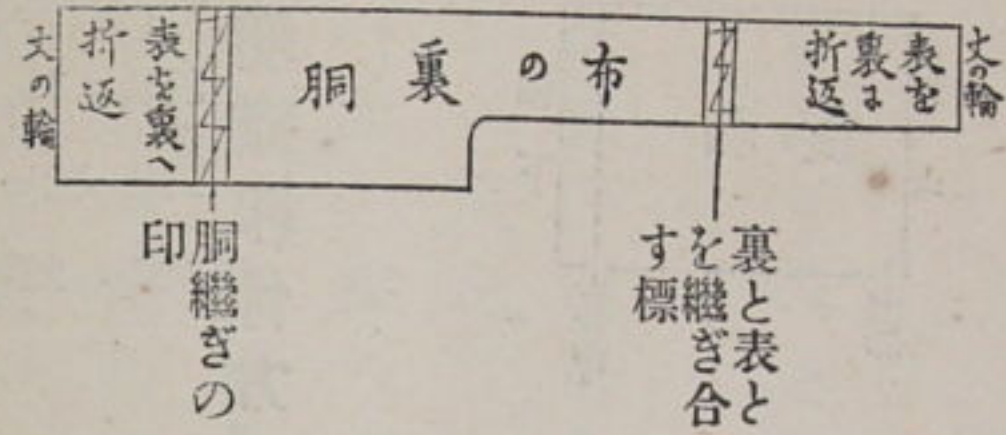 丈の輪
表を
裏に
折返
布の裏胴
表を裏へ
折返
丈の輪
裏と表と
を継ぎ合
す標
胴継ぎの
印